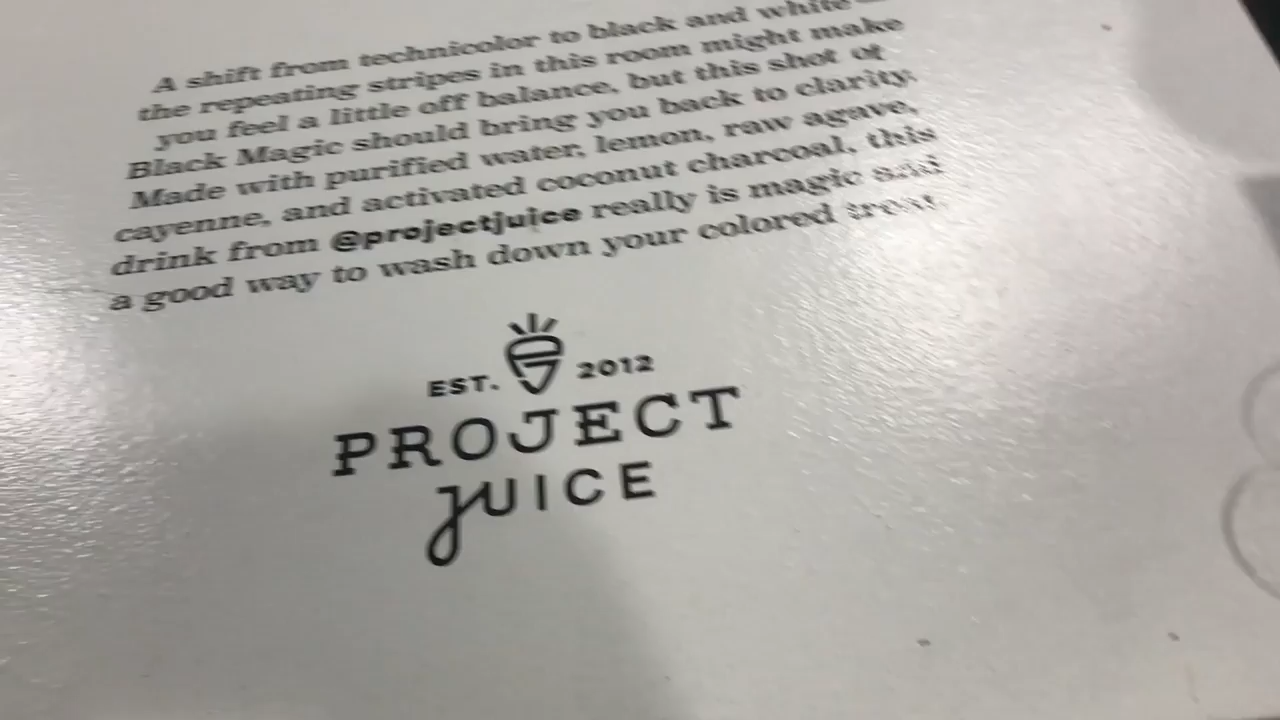 A shift from technicolor to black and white
the repeating stripes in this room might make
you feel a little off balance, but this shot of
Black Magic should bring you back to clarity.
Made with purified water, lemon, raw agave,
cayenne, and activated coconut charcoal, this
drink from @projectjuice really is magic and
a good way to wash down your colored treat.
EST. 2012
PROJECT
JUICE